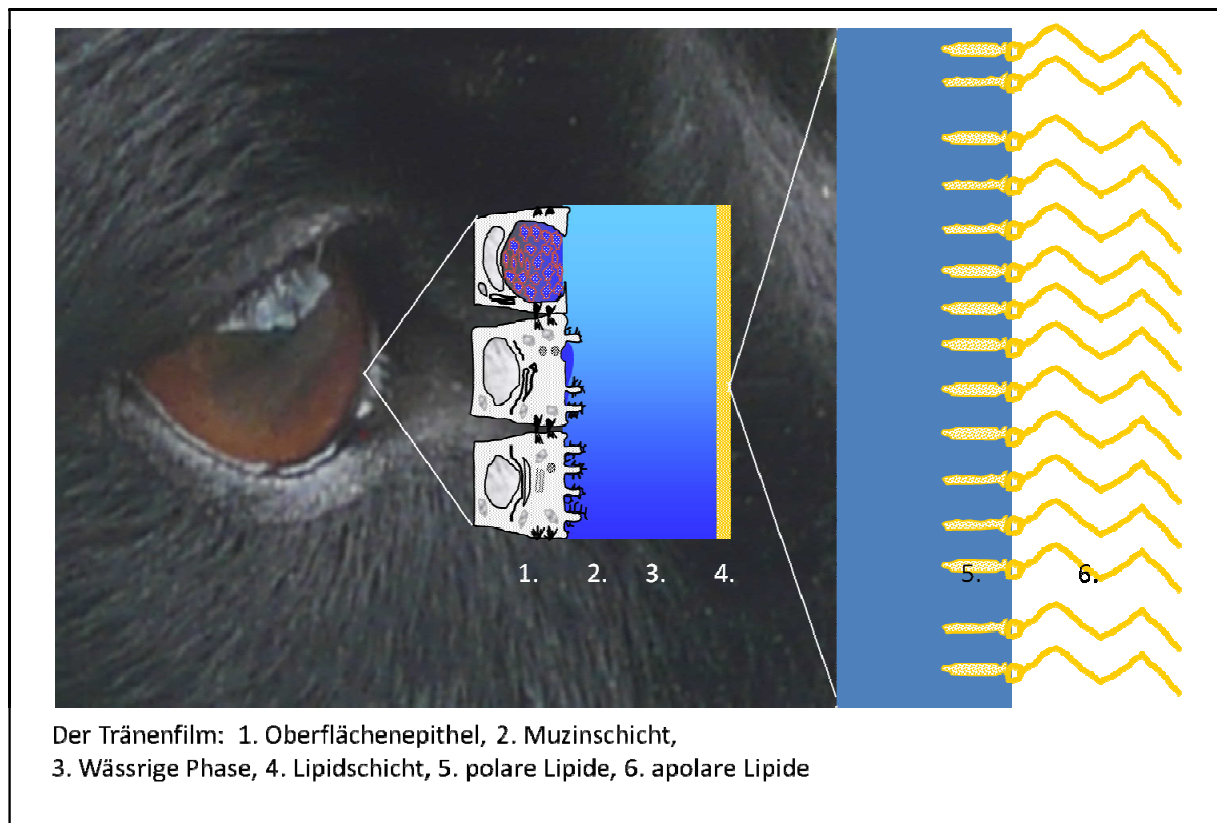 1. 2. 3. 4. 5. 6.
Der Tränenfilm: 1. Oberflächenepithel, 2. Muzinschicht,
3. Wässrige Phase, 4. Lipidschicht, 5. polare Lipide, 6. apolare Lipide